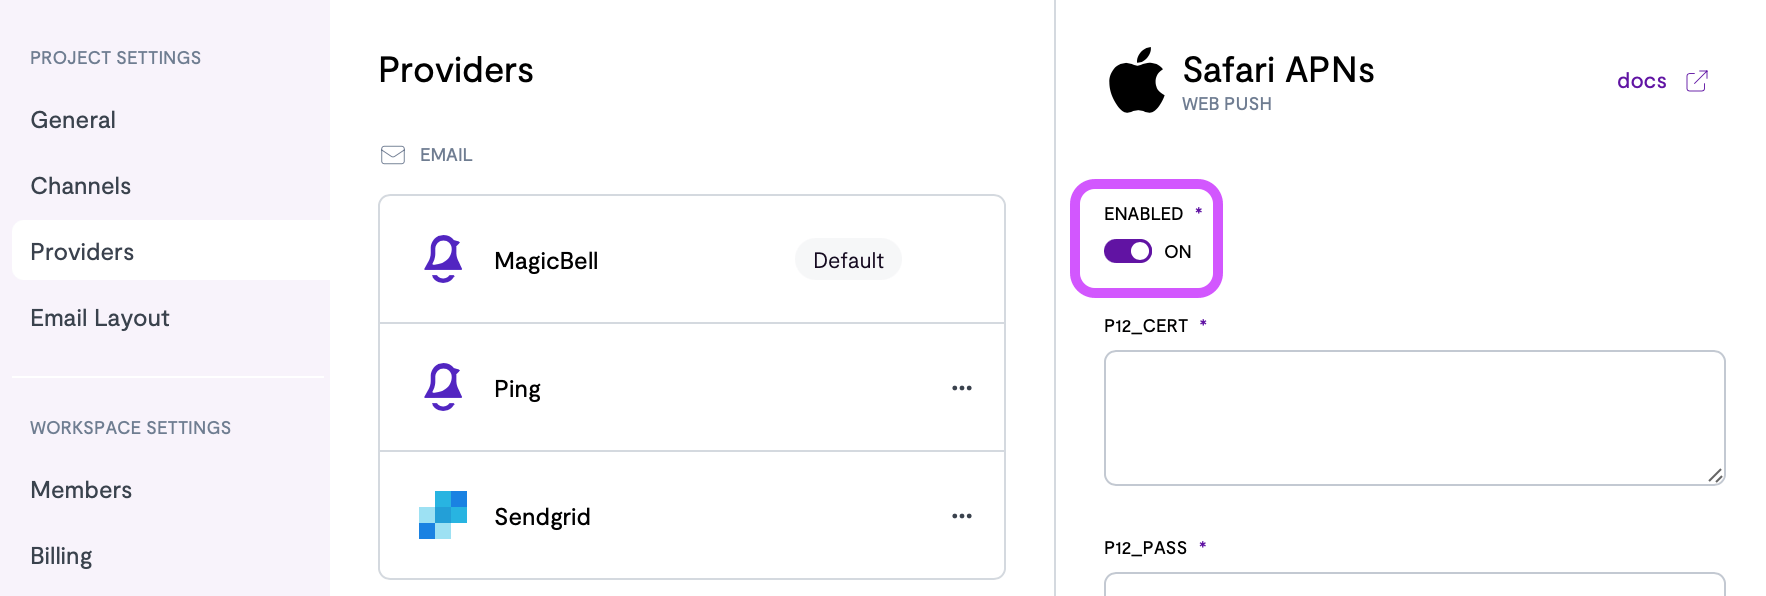 PROJECT SETTINGS
General
Channels
Providers
Email Layout
WORKSPACE SETTINGS
Members
Billing
Providers
EMAIL
MagicBell
Default
Ping
Sendgrid
Safari APNs
WEB PUSH
docs
ENABLED *
ON
P12_CERT *
P12_PASS *